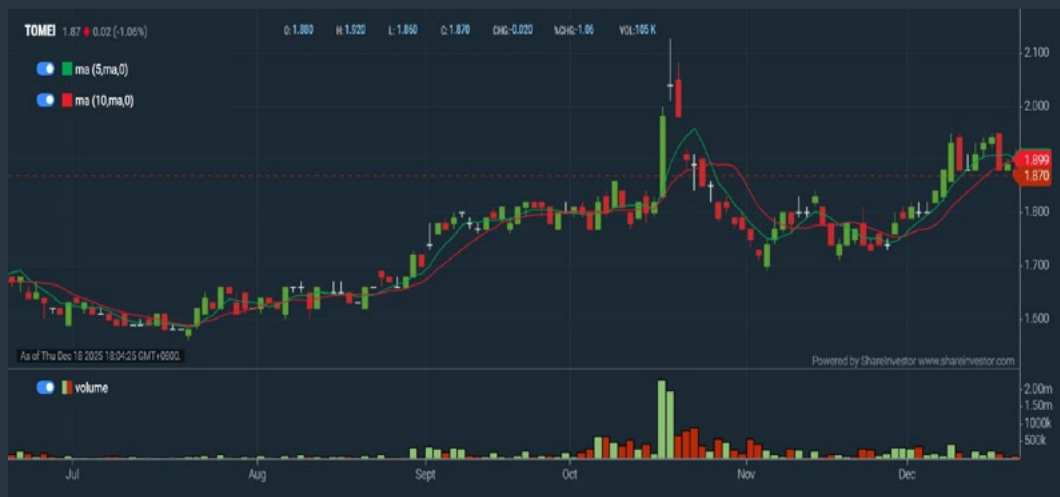 TOMEI 1.87 0.02 (-1.06%) O: 1.880 H: 1.920 L: 1.860 C: 1.870 CHG:-0.020 %CHG:-1.06 VOL:105 K
ma (5,ma,0)
ma (10,ma,0)
2.100
2.000
1.899
1.870
1.800
1.700
1.600
As of Thu Dec 18 2025 18:04:25 GMT+0800.
Powered by ShareInvestor www.shareinvestor.com
volume
2.00m
1.50m
1000k
500k
Jul Aug Sept Oct Nov Dec